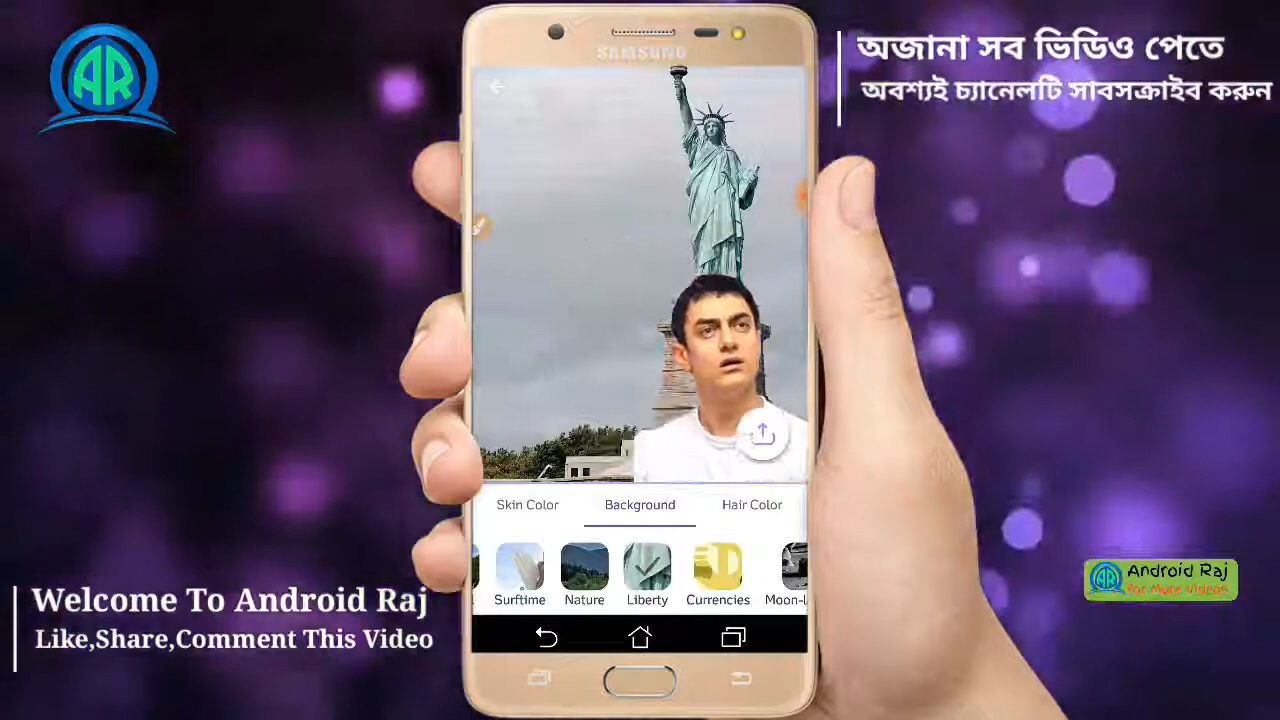 AR
SAMSUNG
অজানা সব ভিডিও পেতে
অবশ্যই চ্যানেলটি সাবসক্রাইব করুন
Skin Color
Background
Hair Color
Surftime
Nature
Liberty
Currencies
Moon-L
Welcome To Android Raj
Like,Share,Comment This Video
AR
Android Raj
For More Videos